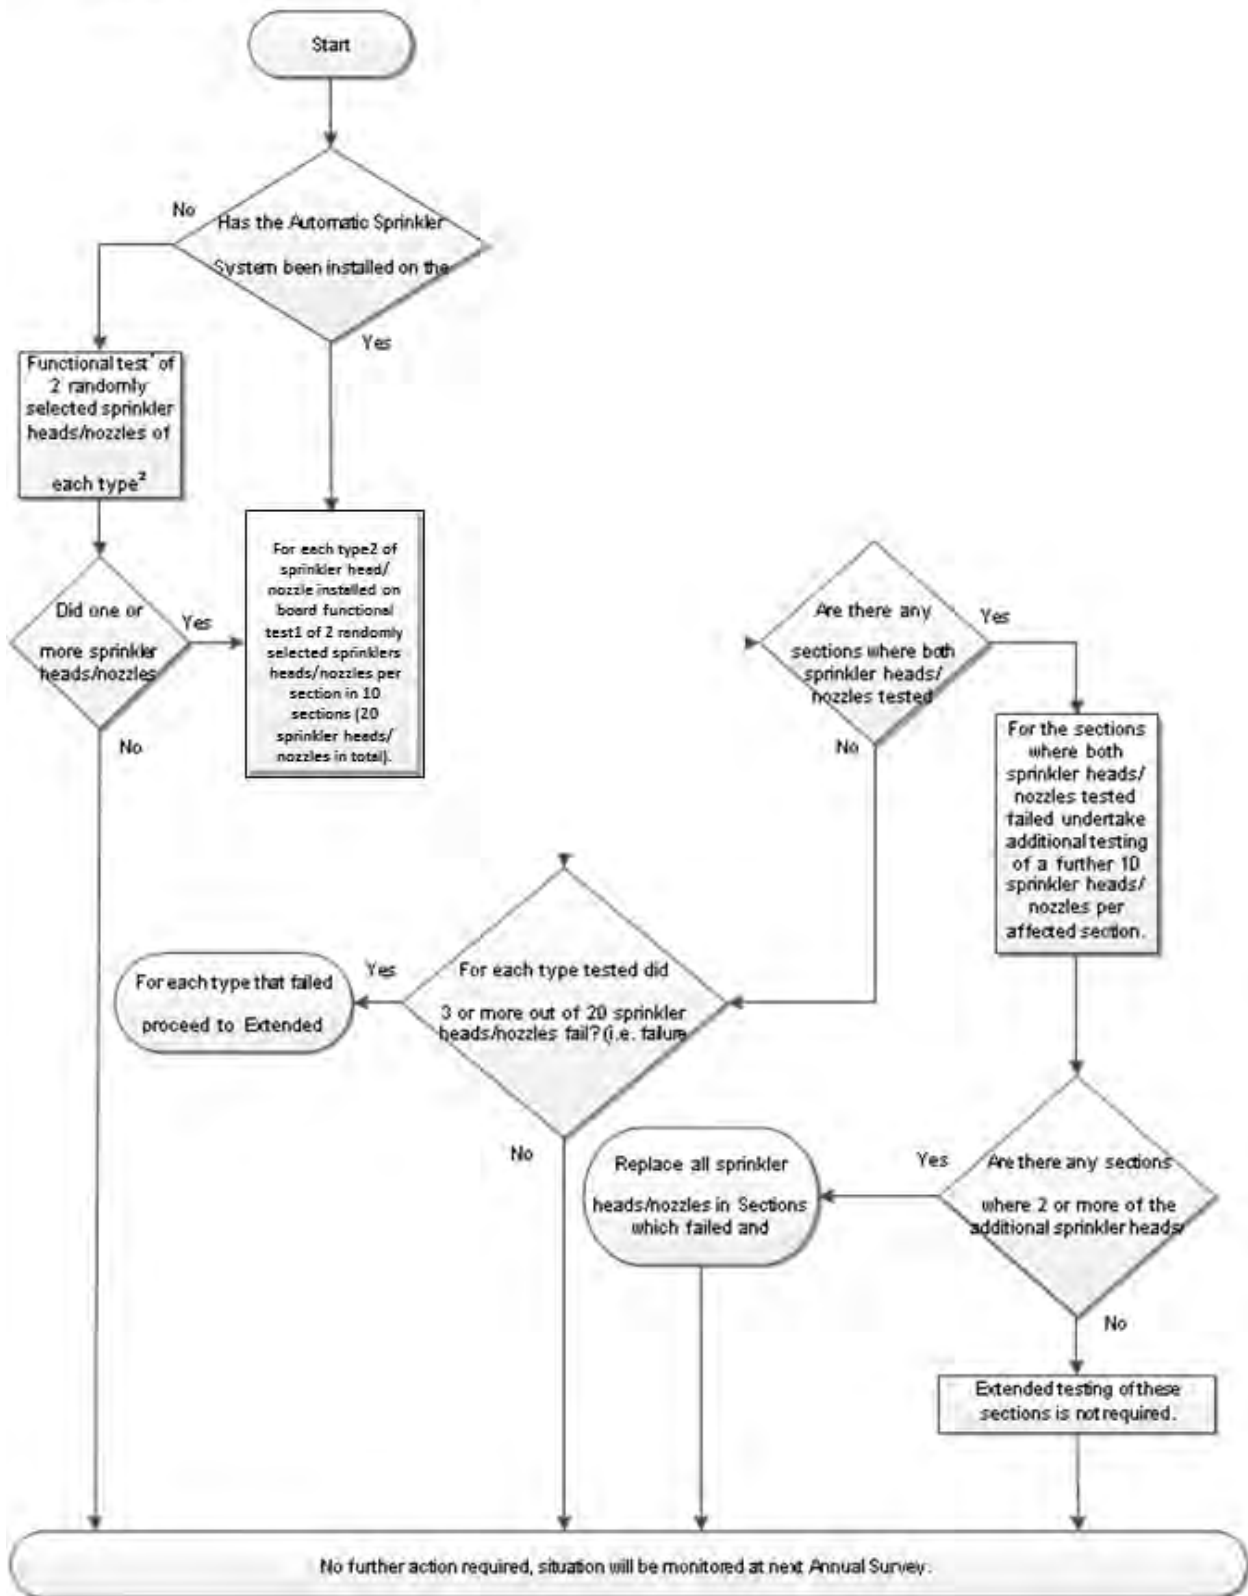 Start
No
Has the Automatic Sprinkler
System been installed on the
Yes
Functional test¹ of
2 randomly
selected sprinkler
heads/nozzles of
each type²
For each type2 of
sprinkler head/
nozzle installed on
board functional
test1 of 2 randomly
selected sprinklers
heads/nozzles per
section in 10
sections (20
sprinkler heads/
nozzles in total).
Did one or
more sprinkler
heads/nozzles
Yes
No
Are there any
sections where both
sprinkler heads/
nozzles tested
Yes
No
For the sections
where both
sprinkler heads/
nozzles tested
failed undertake
additional testing
of a further 10
sprinkler heads/
nozzles per
affected section.
For each type that failed
proceed to Extended
Yes
For each type tested did
3 or more out of 20 sprinkler
heads/nozzles fail? (i.e. failure
No
Replace all sprinkler
heads/nozzles in Sections
which failed and
Yes
Are there any sections
where 2 or more of the
additional sprinkler heads/
No
Extended testing of these
sections is not required.
No further action required, situation will be monitored at next Annual Survey.